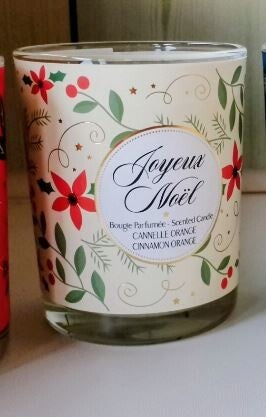 Joyeux
Noël
Bougie Parfumée - Scented Candle
CANNELLE ORANGE
CINNAMON ORANGE